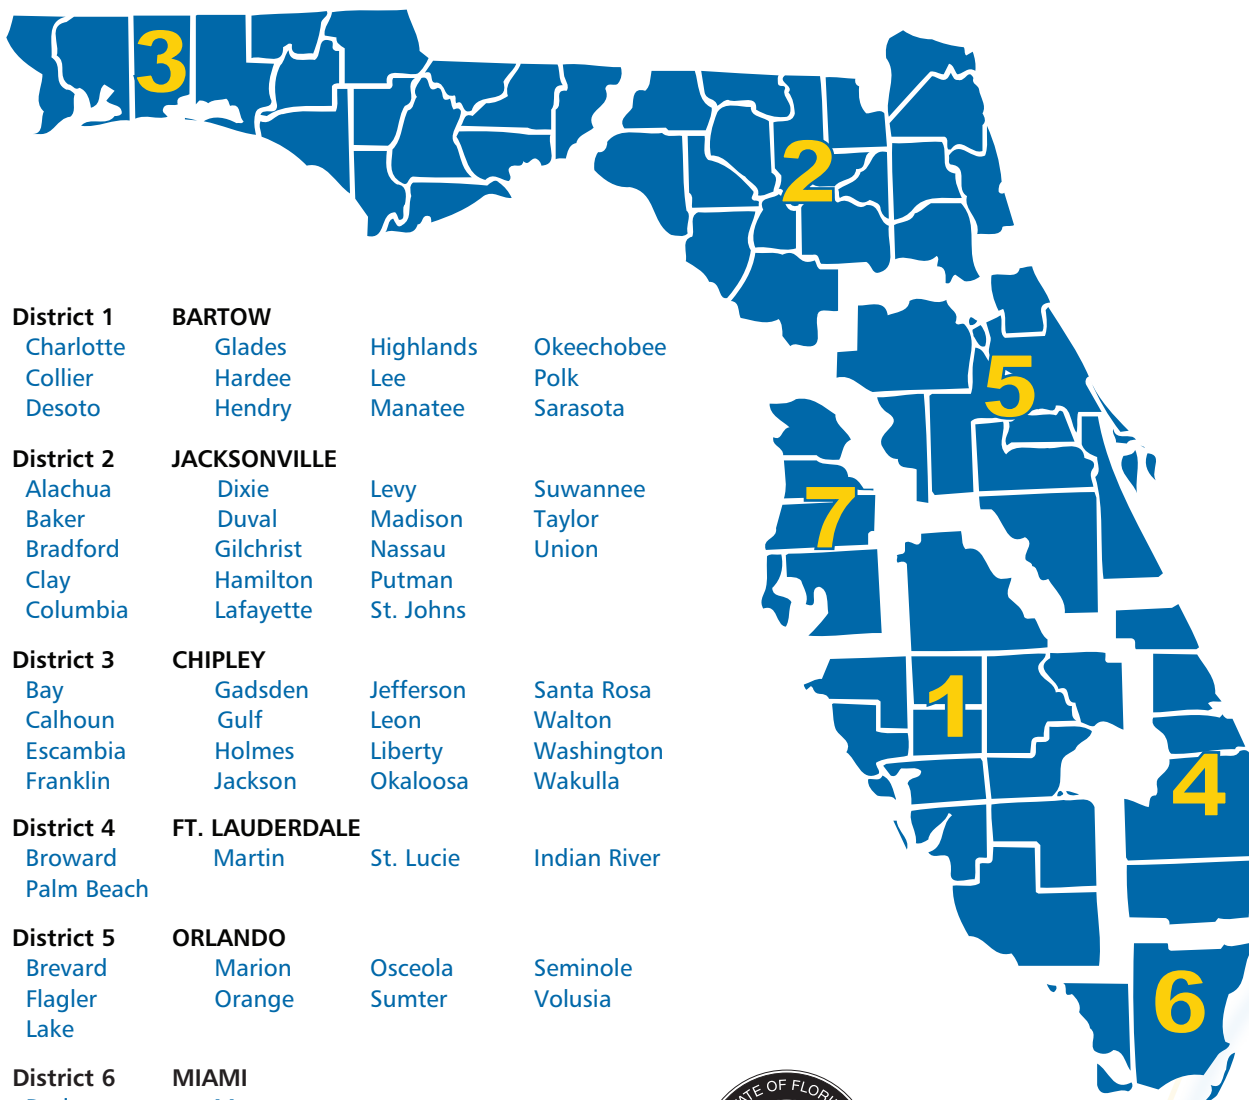 3
2
5
7
1
4
6
District 1 BARTOW
Charlotte Glades Highlands Okeechobee
Collier Hardee Lee Polk
Desoto Hendry Manatee Sarasota
District 2 JACKSONVILLE
Alachua Dixie Levy Suwannee
Baker Duval Madison Taylor
Bradford Gilchrist Nassau Union
Clay Hamilton Putman
Columbia Lafayette St. Johns
District 3 CHIPLEY
Bay Gadsden Jefferson Santa Rosa
Calhoun Gulf Leon Walton
Escambia Holmes Liberty Washington
Franklin Jackson Okaloosa Wakulla
District 4 FT. LAUDERDALE
Broward Martin St. Lucie Indian River
Palm Beach
District 5 ORLANDO
Brevard Marion Osceola Seminole
Flagler Orange Sumter Volusia
Lake
District 6 MIAMI
OF